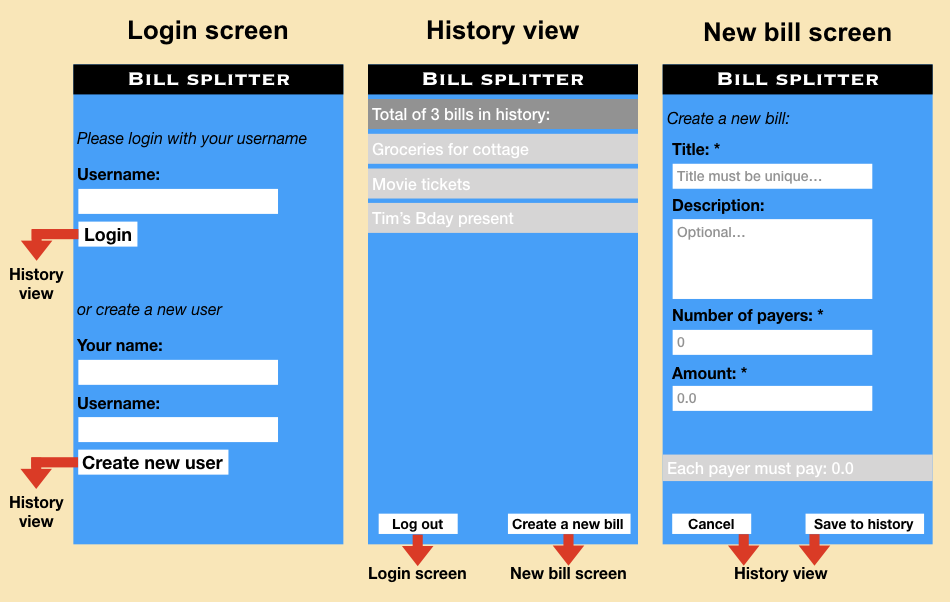 Login screen
BILL SPLITTER
Please login with your username
Username:
Login
History
view
or create a new user
Your name:
Username:
Create new user
History
view
History view
BILL SPLITTER
Total of 3 bills in history:
Groceries for cottage
Movie tickets
Tim's Bday present
Log out
Create a new bill
Login screen
New bill screen
New bill screen
BILL SPLITTER
Create a new bill:
Title: *
Title must be unique...
Description:
Optional...
Number of payers: *
0
Amount: *
0.0
Each payer must pay: 0.0
Cancel
Save to history
History view